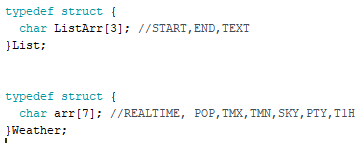 typedef struct {
  char ListArr[3]; //START,END,TEXT
}List;
typedef struct {
  char arr[7]; //REALTIME, POP,TMX,TMN,SKY,PTY,T1H
}Weather;